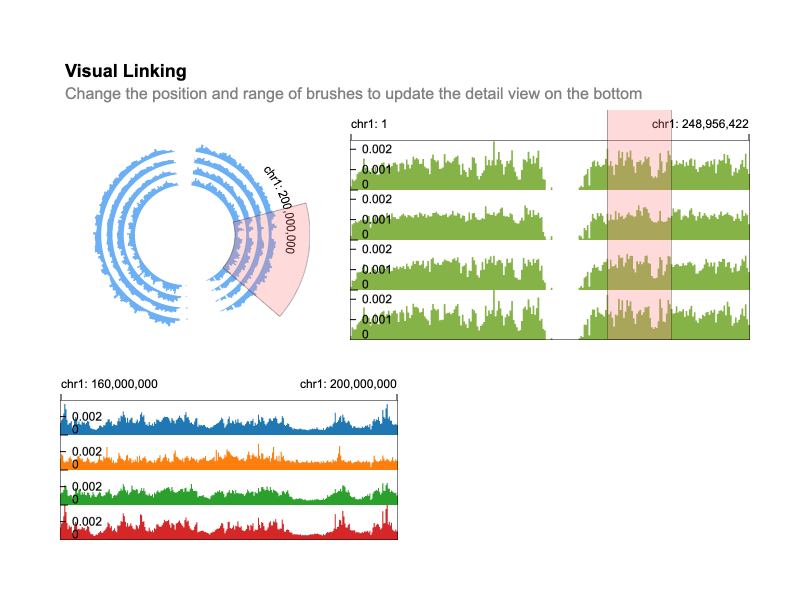 Visual Linking
Change the position and range of brushes to update the detail view on the bottom
chr1: 200,000,000
chr1: 1
chr1: 248,956,422
0.002
0.001
0
0.002
0.001
0
0.002
0.001
0
0.002
0.001
0
chr1: 160,000,000
chr1: 200,000,000
0.002
0
0.002
0
0.002
0
0.002
0